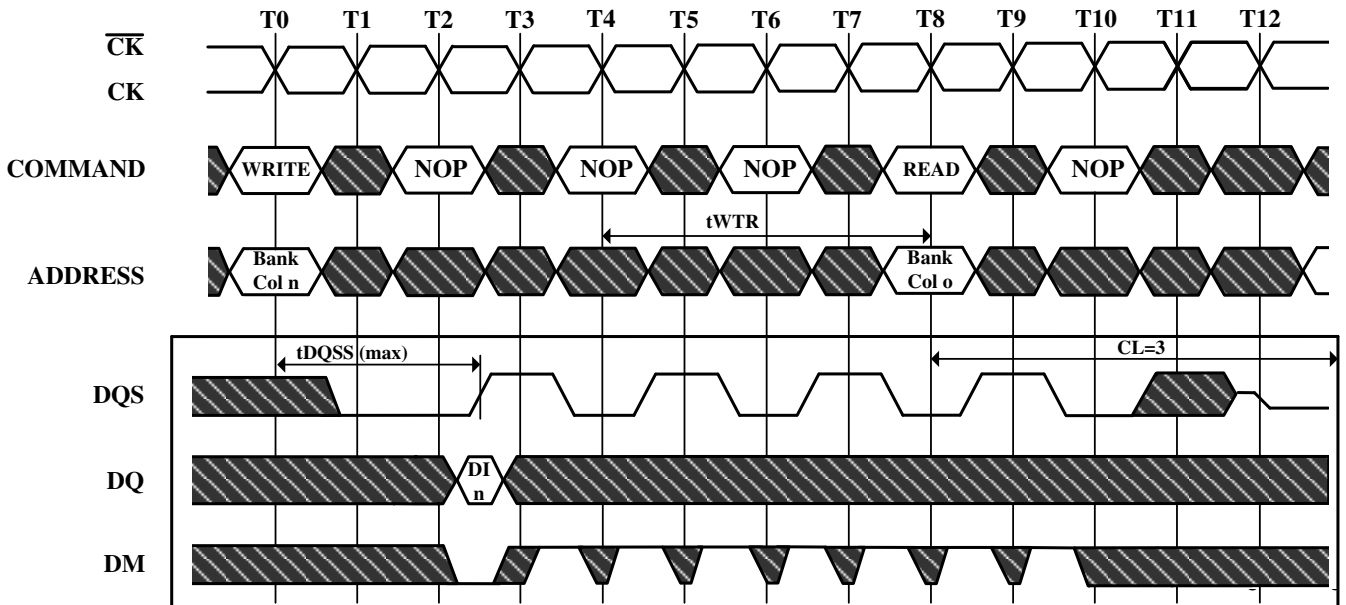 T0 T1 T2 T3 T4 T5 T6 T7 T8 T9 T10 T11 T12
CK
CK
COMMAND WRITE NOP NOP NOP READ NOP
tWTR
ADDRESS Bank Col n Bank Col o
tDQSS (max) CL=3
DQS
DQ DI n
DM